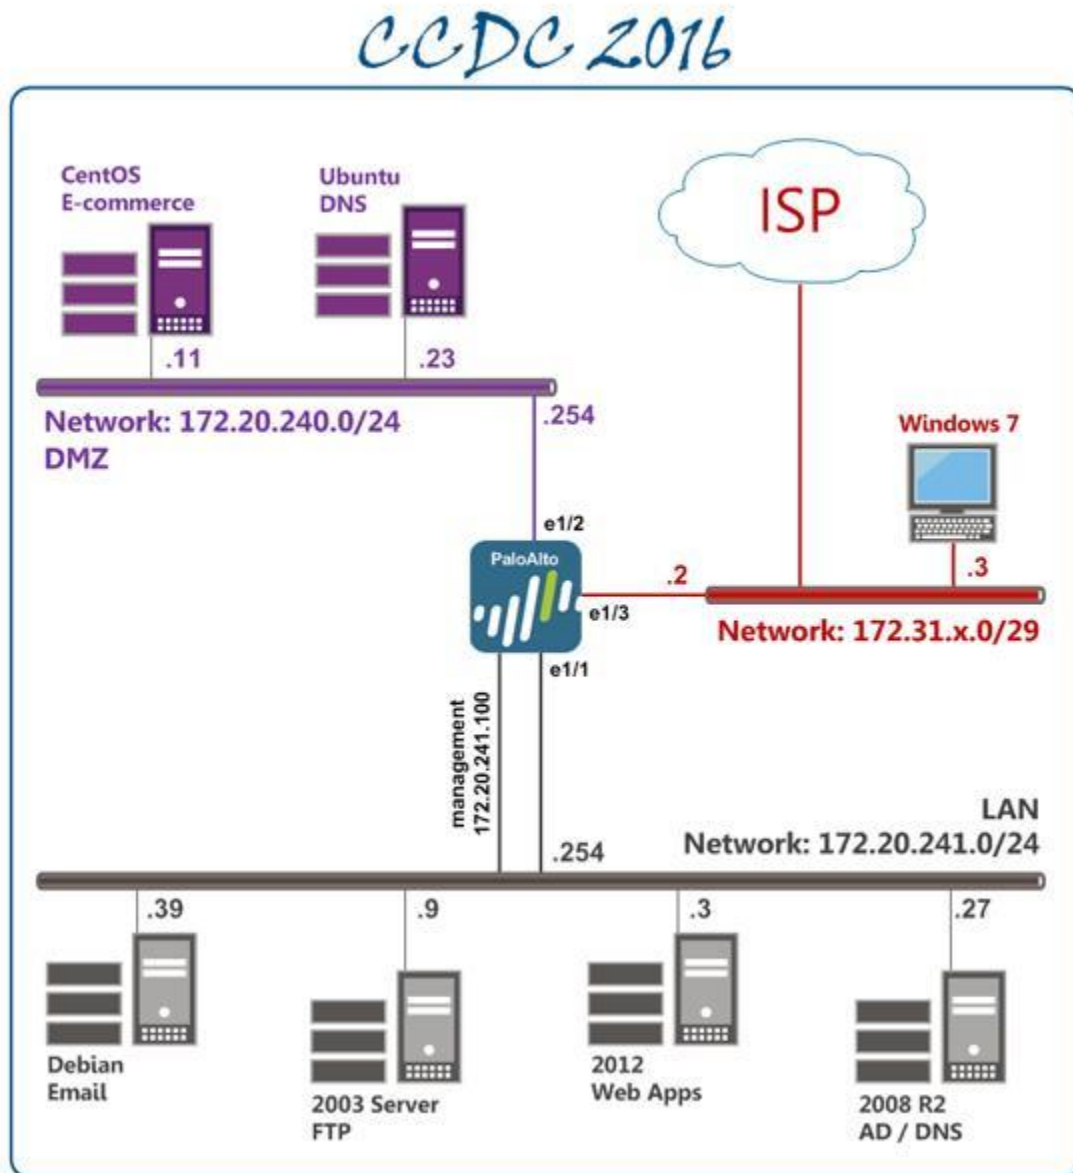 CCDC 2016
CentOS
E-commerce
Ubuntu
DNS
ISP
.11
.23
Network: 172.20.240.0/24
DMZ
.254
Windows 7
e1/2
PaloAlto
.2
.3
e1/3
Network: 172.31.x.0/29
e1/1
management
172.20.241.100
LAN
Network: 172.20.241.0/24
.254
.39
.9
.3
.27
Debian
Email
2003 Server
FTP
2012
Web Apps
2008 R2
AD / DNS